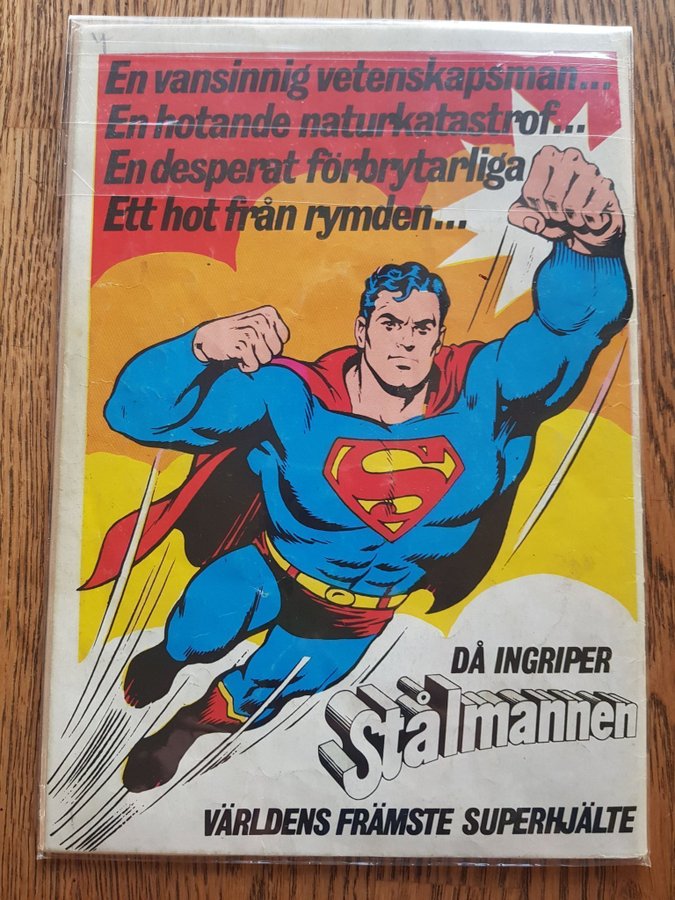 En vansinnig vetenskapsman...
En hotande naturkatastrof...
En desperat förbrytarliga
Ett hot från rymden...
S
DÅ INGRIPER
Stålmannen
VÄRLDENS FRÄMSTE SUPERHJÄLTE